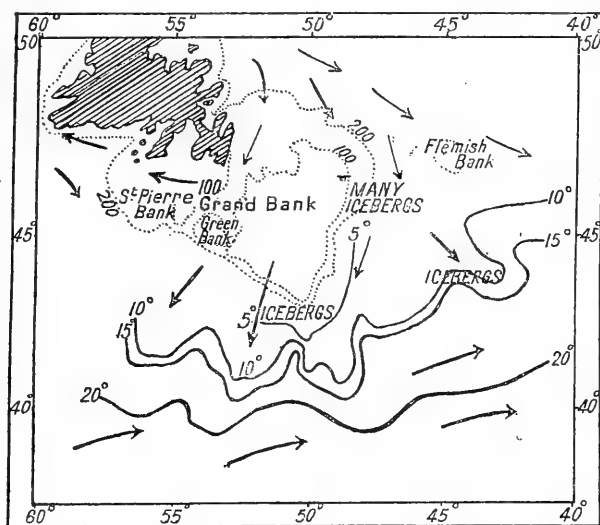 60° 55° 50° 45° 40°
50° 50°
200
Flemish
Bank
100
MANY
ICEBERGS
100
St Pierre
Bank
Grand Bank
200
Green
Bank
10°
45° 5° 15° 45°
ICEBERGS
5° ICEBERGS
10°
15°
10°
20°
20°
40° 40°
60° 55° 50° 45° 40°